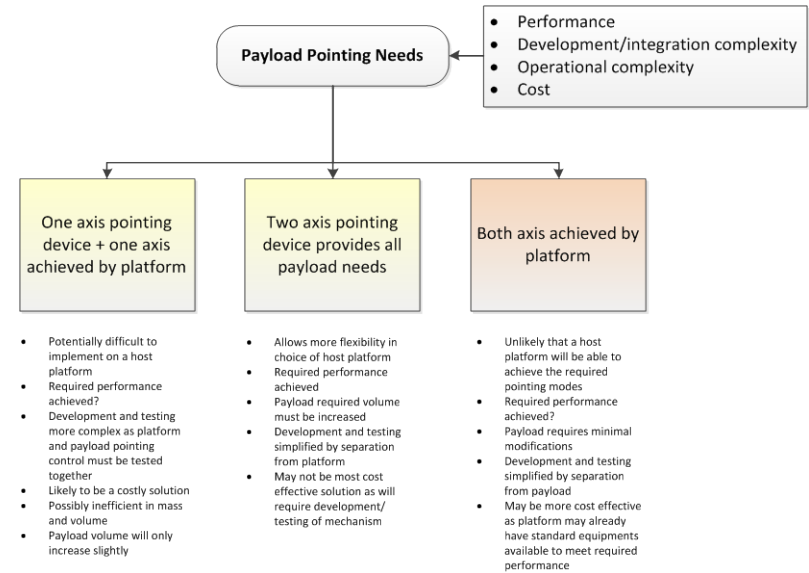 Payload Pointing Needs
• Performance
• Development/integration complexity
• Operational complexity
• Cost
One axis pointing
device + one axis
achieved by platform
Two axis pointing
device provides all
payload needs
Both axis achieved by
platform
• Potentially difficult to
implement on a host
platform
• Required performance
achieved?
• Development and testing
more complex as platform
and payload pointing
control must be tested
together
• Likely to be a costly solution
• Possibly inefficient in mass
and volume
• Payload volume will only
increase slightly
• Allows more flexibility in
choice of host platform
• Required performance
achieved
• Payload required volume
must be increased
• Development and testing
simplified by separation
from platform
• May not be most cost
effective solution as will
require development/
testing of mechanism
• Unlikely that a host
platform will be able to
achieve the required
pointing modes
• Required performance
achieved?
• Payload requires minimal
modifications
• Development and testing
simplified by separation
from payload
• May be more cost effective
as platform may already
have standard equipments
available to meet required
performance